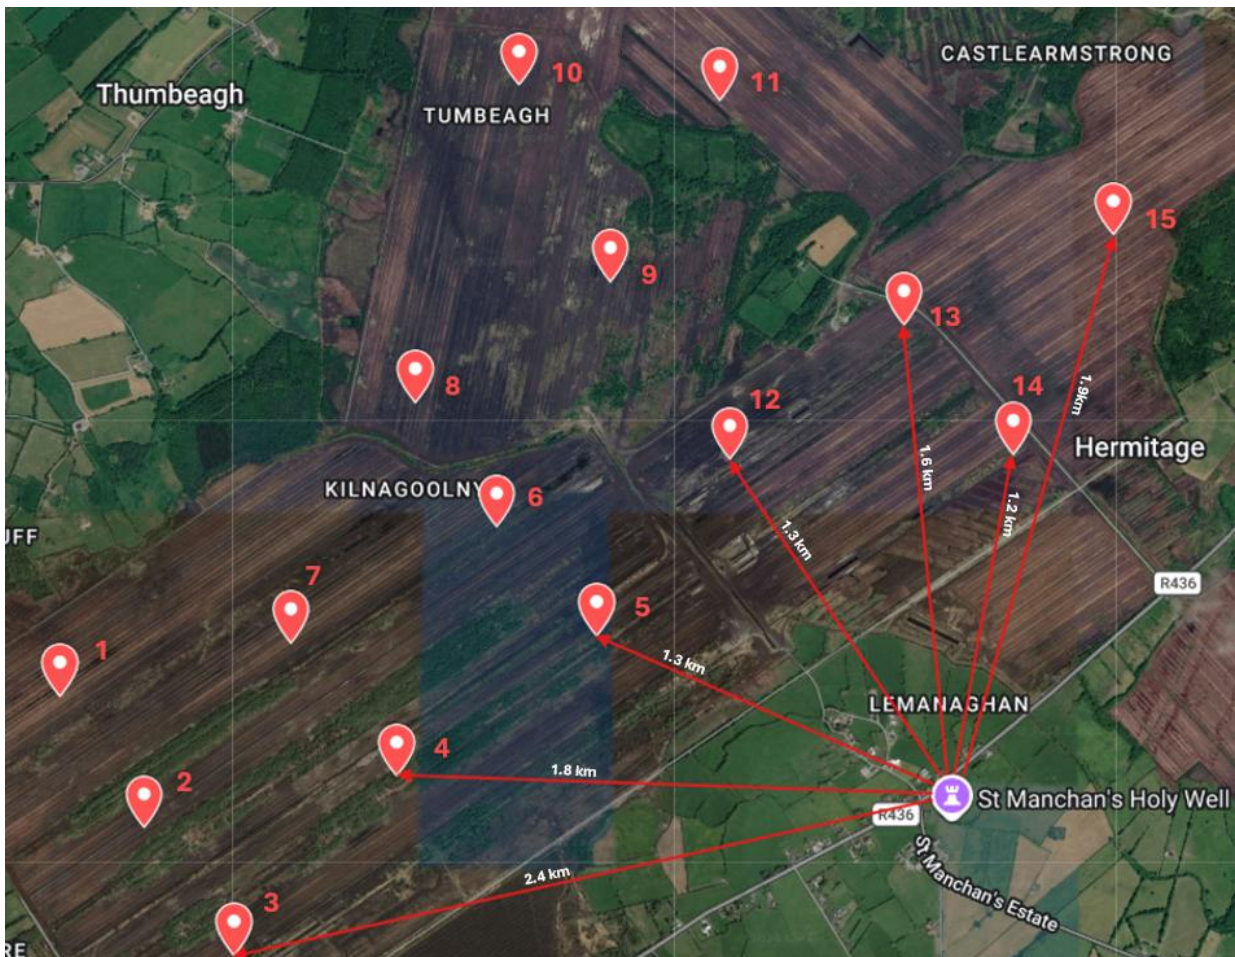 CASTLEARMSTRONG
10
11
Thumbeagh
TUMBEAGH
15
9
13
8
12
14
1.9km
Hermitage
1.6 km
KILNAGOOLNY
6
1.2 km
JFF
1.3 km
7
5
R436
1
1.3 km
LEMANAGHAN
4
1.8 km
2
St Manchan's Holy Well
R436
2.4 km
St Manchan's Estate
3
RE